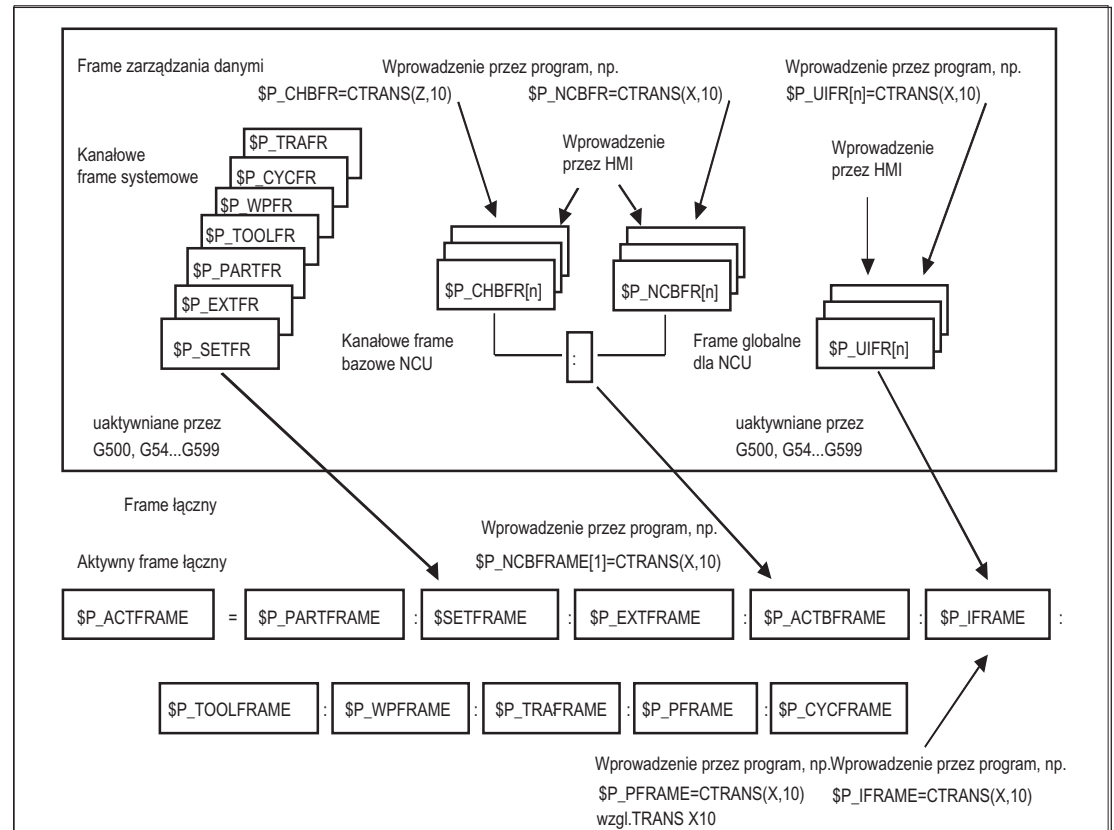 Frame zarządzania danymi
Wprowadzenie przez program, np.
$P_CHBFR=CTRANS(Z,10)
$P_NCBFR=CTRANS(X,10)
Wprowadzenie przez program, np.
$P_UIFR[n]=CTRANS(X,10)
Kanałowe
frame systemowe
$P_TRAFR
$P_CYCFR
$P_WPFR
$P_TOOLFR
$P_PARTFR
$P_EXTFR
$P_SETFR
Wprowadzenie
przez HMI
Wprowadzenie
przez HMI
$P_CHBFR[n]
$P_NCBFR[n]
$P_UIFR[n]
Kanałowe frame
bazowe NCU
:
Frame globalne
dla NCU
uaktywniane przez
G500, G54...G599
uaktywniane przez
G500, G54...G599
Frame łączny
Wprowadzenie przez program, np.
$P_NCBFRAME[1]=CTRANS(X,10)
Aktywny frame łączny
$P_ACTFRAME = $P_PARTFRAME : $SETFRAME : $P_EXTFRAME : $P_ACTBFRAME : $P_IFRAME :
$P_TOOLFRAME : $P_WPFRAME : $P_TRAFRAME : $P_PFRAME : $P_CYCFRAME
Wprowadzenie przez program, np.
$P_PFRAME=CTRANS(X,10)
wzgl.TRANS X10
Wprowadzenie przez program, np.
$P_IFRAME=CTRANS(X,10)